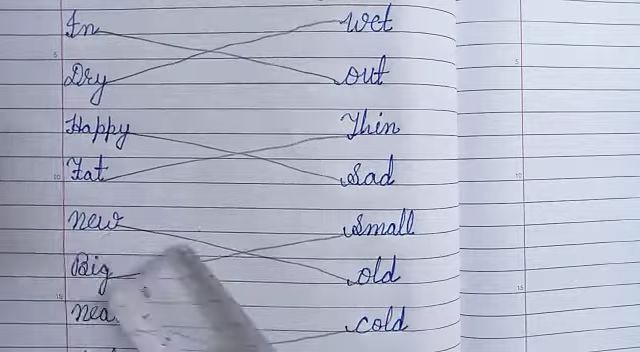 In wet
Dry out
Happy Thin
Fat Sad
New Small
Big old
cold